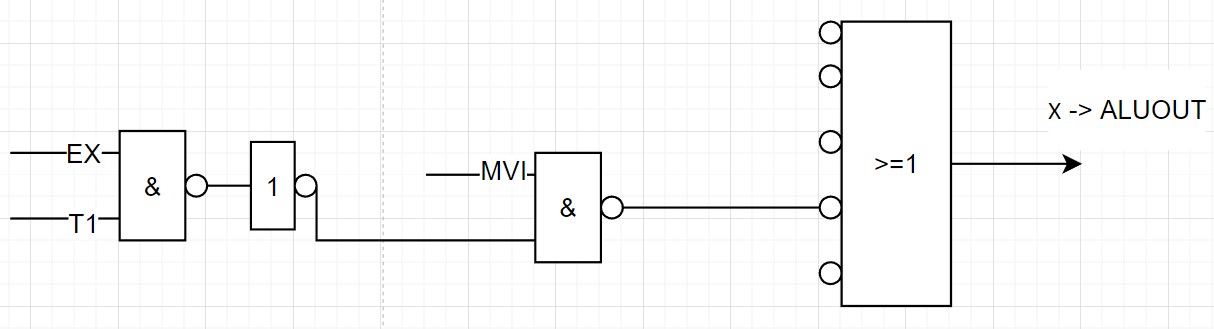 EX
T1
&
1
MVI
&
>=1
X -> ALUOUT